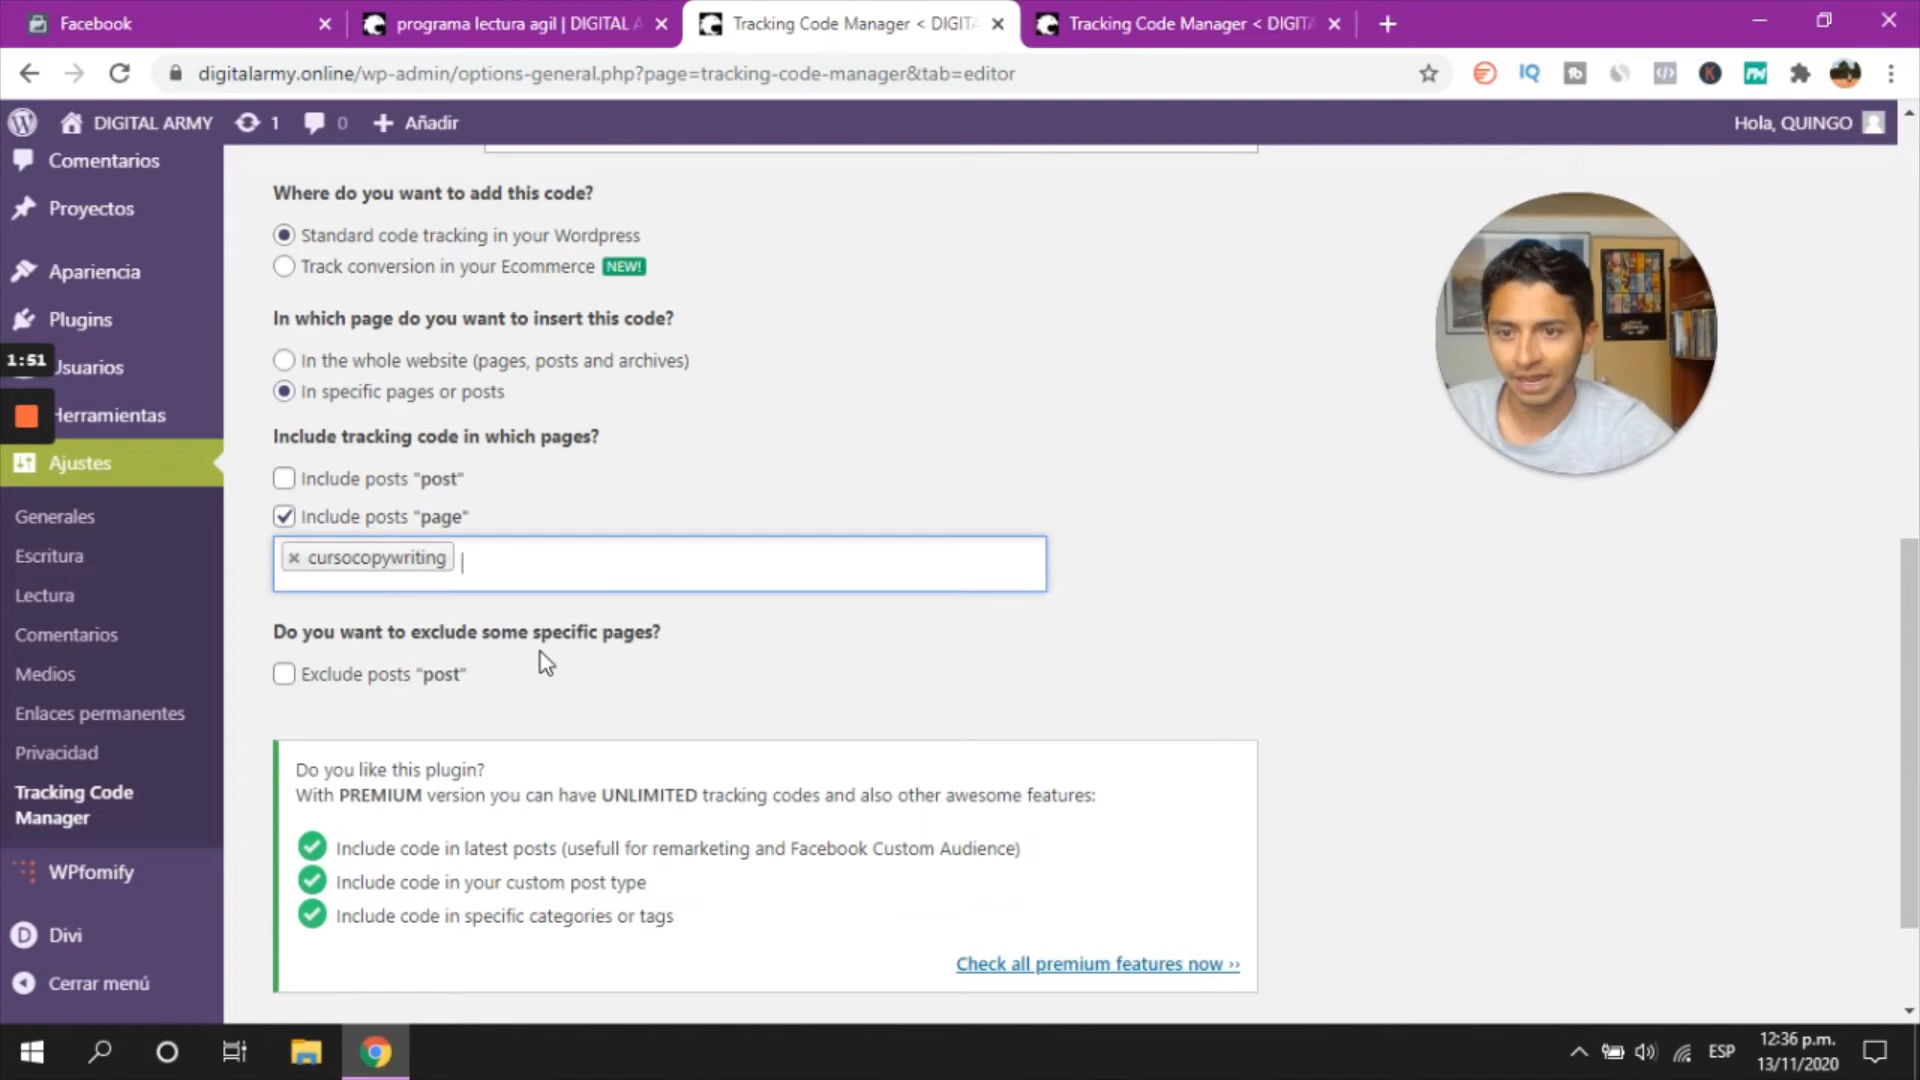 Facebook
programa lectura agil | DIGITAL A
Tracking Code Manager < DIGITA
Tracking Code Manager < DIGITA
digitalarmy.online/wp-admin/options-general.php?page=tracking-code-manager&tab=editor
DIGITAL ARMY
1
0
Añadir
Hola, QUINGO
Comentarios
Proyectos
Apariencia
Plugins
1:51
Usuarios
Herramientas
Ajustes
Generales
Escritura
Lectura
Comentarios
Medios
Enlaces permanentes
Privacidad
Tracking Code
Manager
WPfomify
Divi
Cerrar menú
Where do you want to add this code?
Standard code tracking in your Wordpress
Track conversion in your Ecommerce NEW!
In which page do you want to insert this code?
In the whole website (pages, posts and archives)
In specific pages or posts
Include tracking code in which pages?
Include posts "post"
Include posts "page"
× cursocopywriting
Do you want to exclude some specific pages?
Exclude posts "post"
Do you like this plugin?
With PREMIUM version you can have UNLIMITED tracking codes and also other awesome features:
Include code in latest posts (usefull for remarketing and Facebook Custom Audience)
Include code in your custom post type
Include code in specific categories or tags
Check all premium features now ››
ESP
12:36 p.m.
13/11/2020